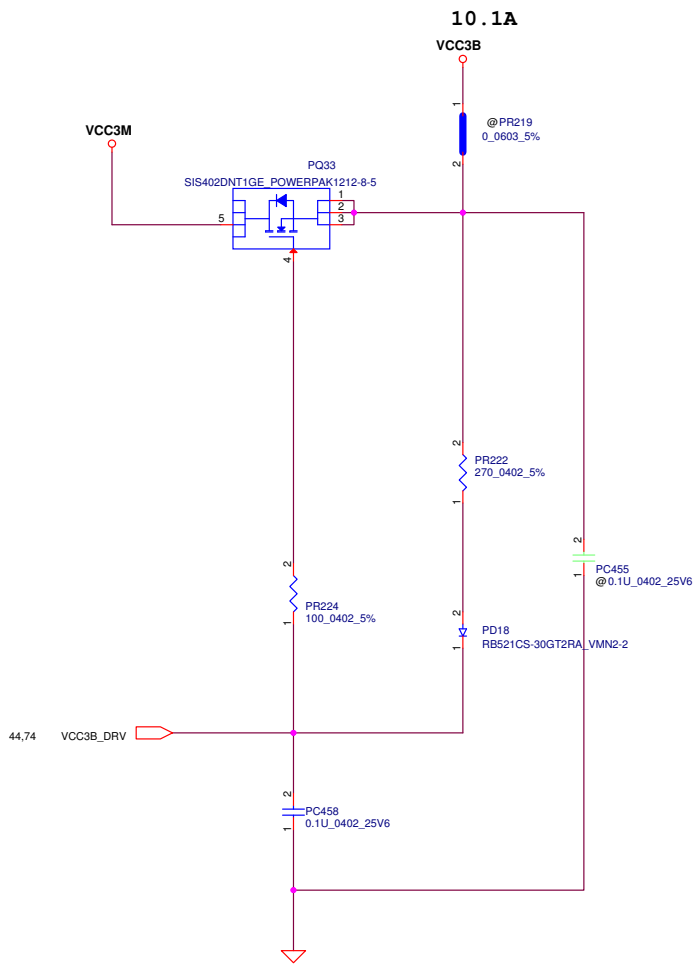 10.1A
VCC3B
1
@PR219
0_0603_5%
2
VCC3M
PQ33
SIS402DNT1GE_POWERPAK1212-8-5
5
1
2
3
4
2
PR222
270_0402_5%
1
2
PC455
@0.1U_0402_25V6
1
2
PR224
100_0402_5%
1
2
PD18
RB521CS-30GT2RA_VMN2-2
1
44,74 VCC3B_DRV
2
PC458
0.1U_0402_25V6
1